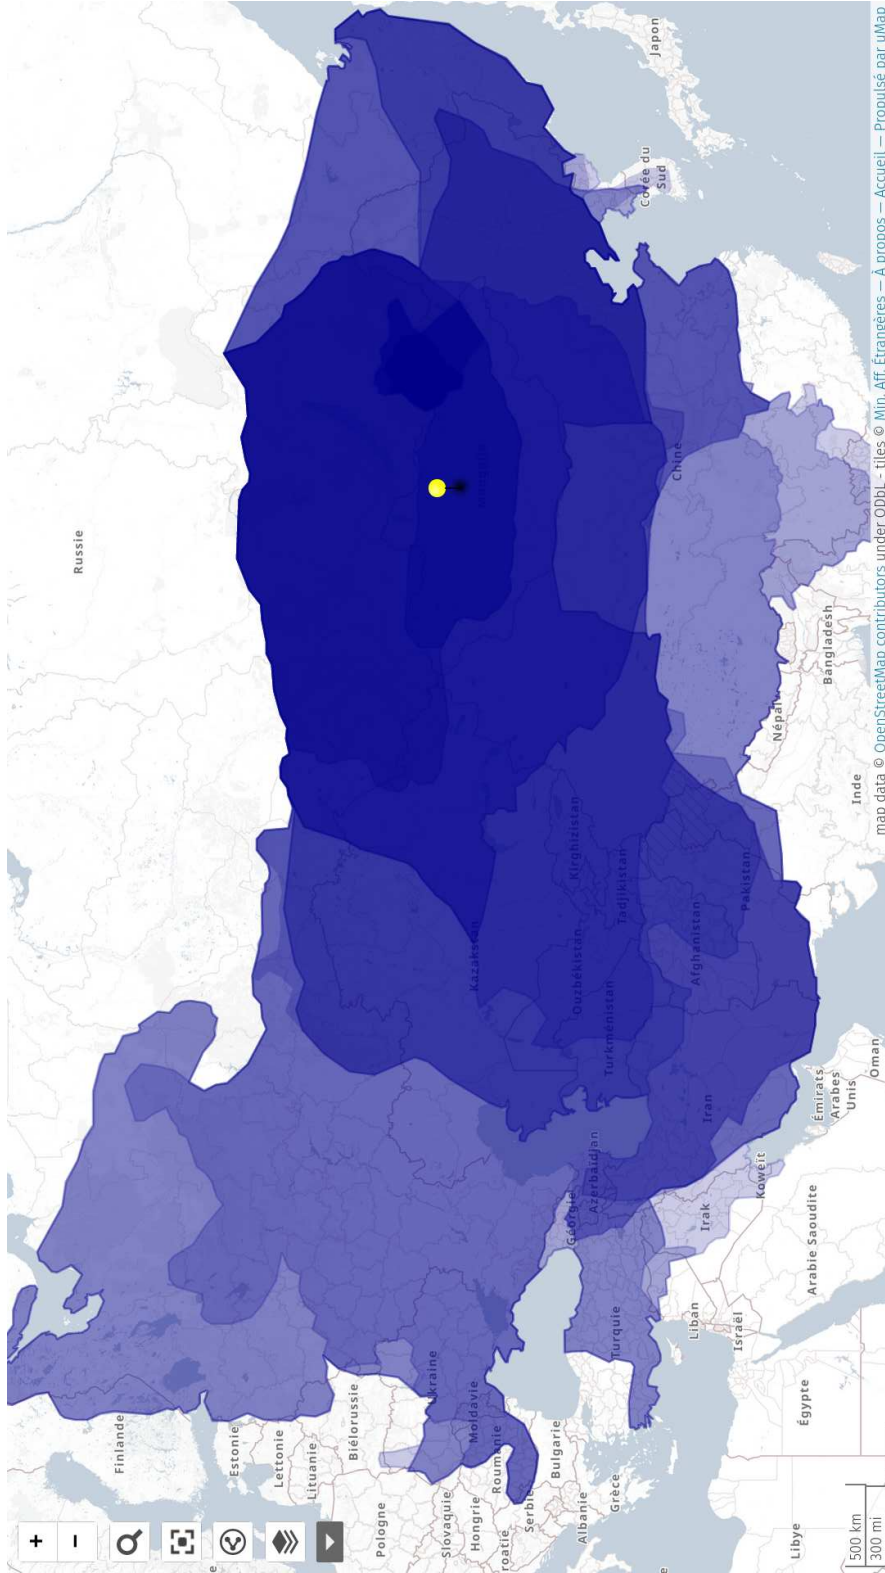 Russie
Japon
Corée du
Sud
Chine
Finlande
Estonie
Lettonie
Lituanie
Biélorussie
Pologne
Ukraine
Moldavie
Slovaquie
Hongrie
Roumanie
roatie
Serbie
Bulgarie
Albanie
Grèce
Turquie
Géorgie
Azerbaïdjan
Kazakstan
Ouzbékistan
Turkménistan
Kirghizistan
Tadjikistan
Afghanistan
Pakistan
Iran
Irak
Koweït
Liban
Israël
Égypte
Libye
Arabie Saoudite
Émirats
Arabes
Unis
Oman
Inde
Népal
Bangladesh
+
−
500 km
300 mi
map data © OpenStreetMap contributors under ODbL - tiles © Min. Aff. Étrangères — À propos — Accueil — Propulsé par uMap